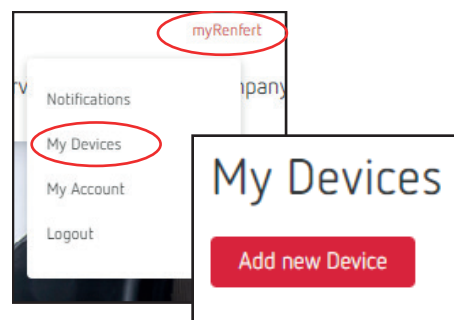 myRenfert
Notifications
My Devices
My Account
Logout
My Devices
Add new Device